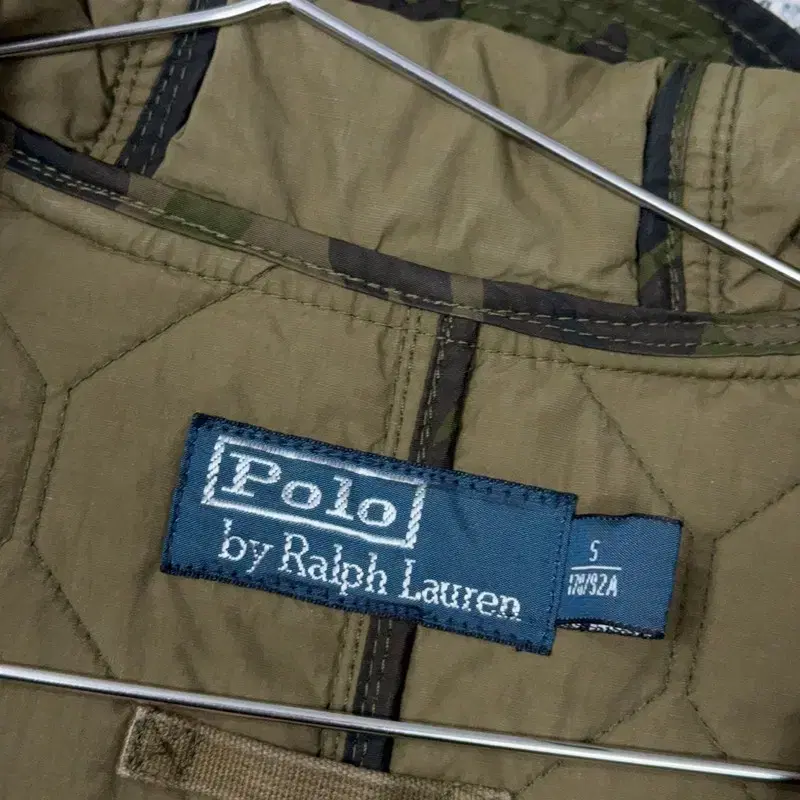 Polo
by Ralph Lauren
S
170/92A